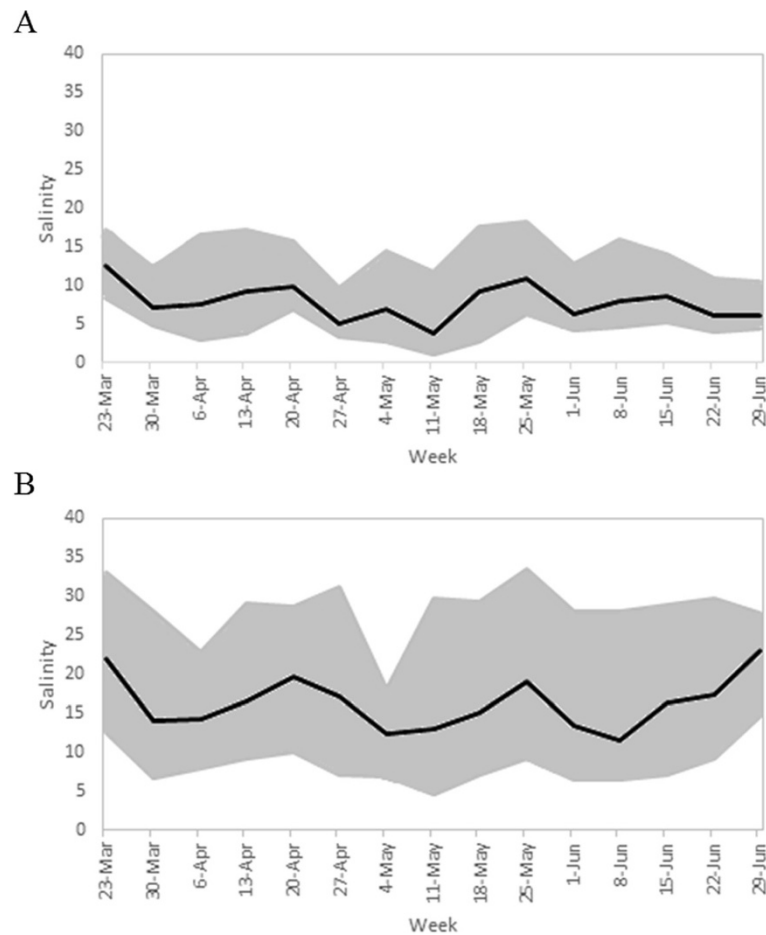 A
40
35
30
25
20
15
10
5
0
Salinity
23-Mar
30-Mar
6-Apr
13-Apr
20-Apr
27-Apr
4-May
11-May
18-May
25-May
1-Jun
8-Jun
15-Jun
22-Jun
29-Jun
Week
B
40
35
30
25
20
15
10
5
0
Salinity
23-Mar
30-Mar
6-Apr
13-Apr
20-Apr
27-Apr
4-May
11-May
18-May
25-May
1-Jun
8-Jun
15-Jun
22-Jun
29-Jun
Week